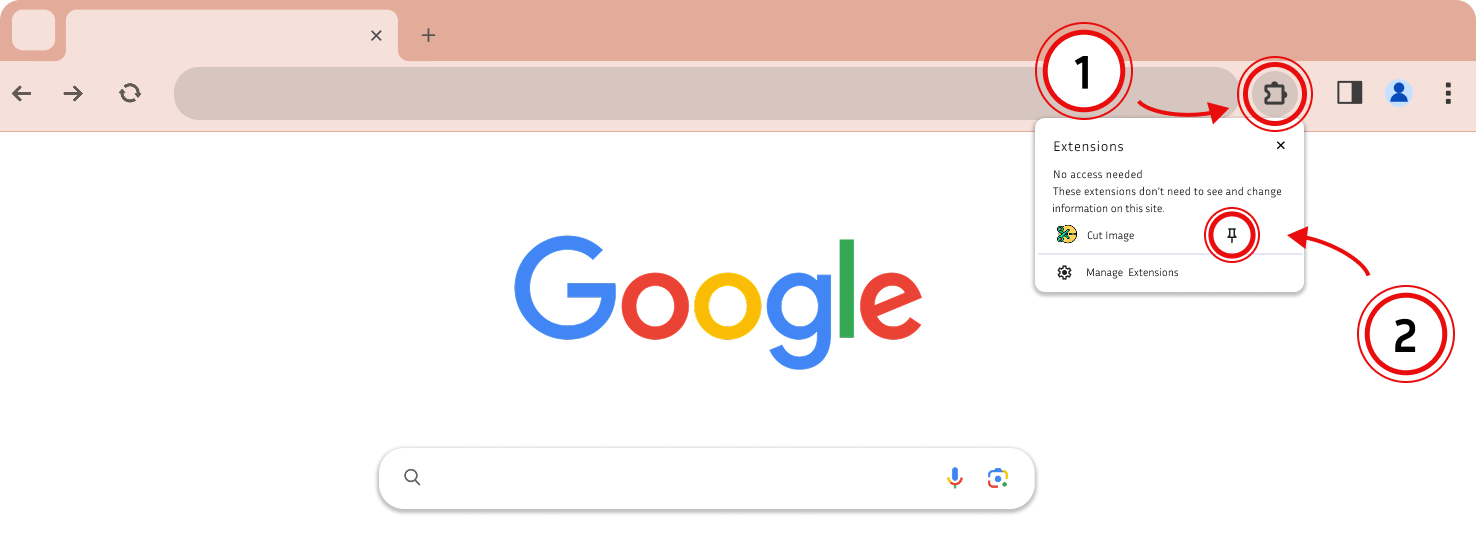 1
Extensions
No access needed
These extensions don't need to see and change
information on this site.
Cut Image
Manage Extensions
Google
2